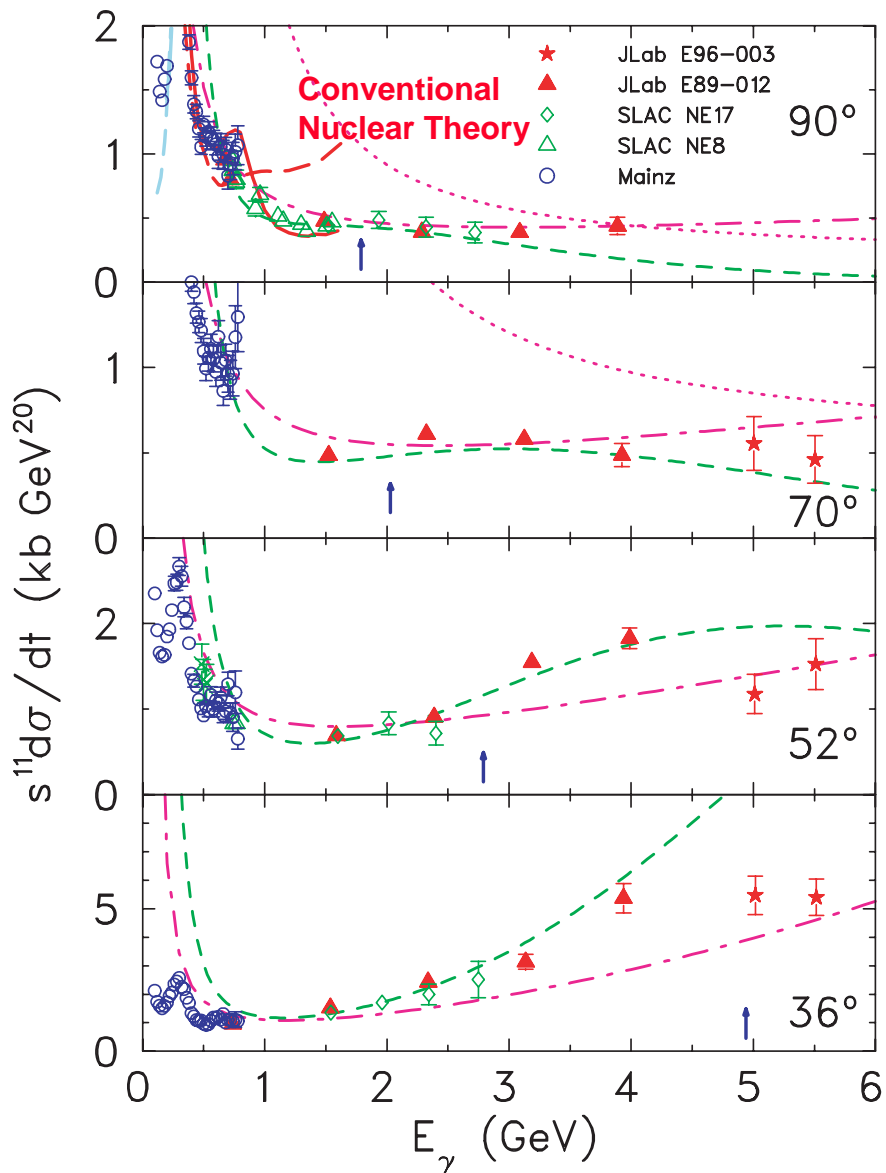 2
Conventional
Nuclear Theory
JLab E96-003
JLab E89-012
SLAC NE17
SLAC NE8
Mainz
90°
1
0
1
70°
0
2
52°
0
5
36°
0
0 1 2 3 4 5 6
s¹¹dσ/dt (kb GeV²⁰)
Eγ (GeV)